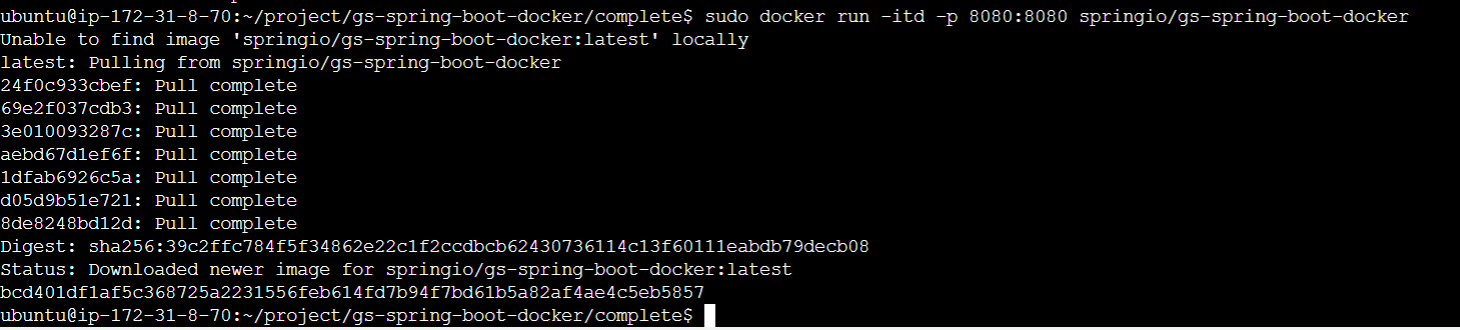 ubuntu@ip-172-31-8-70:~/project/gs-spring-boot-docker/complete$ sudo docker run -itd -p 8080:8080 springio/gs-spring-boot-docker
Unable to find image 'springio/gs-spring-boot-docker:latest' locally
latest: Pulling from springio/gs-spring-boot-docker
24f0c933cbef: Pull complete
69e2f037cdb3: Pull complete
3e010093287c: Pull complete
aebd67d1ef6f: Pull complete
1dfab6926c5a: Pull complete
d05d9b51e721: Pull complete
8de8248bd12d: Pull complete
Digest: sha256:39c2ffc784f5f34862e22c1f2ccdbcb62430736114c13f60111eabdb79decb08
Status: Downloaded newer image for springio/gs-spring-boot-docker:latest
bcd401df1af5c368725a2231556feb614fd7b94f7bd61b5a82af4ae4c5eb5857
ubuntu@ip-172-31-8-70:~/project/gs-spring-boot-docker/complete$